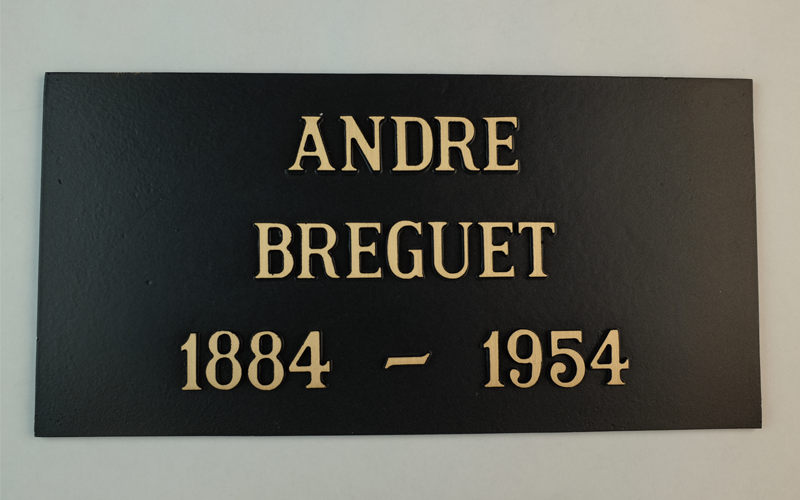 ANDRE
BREGUET
1884 – 1954